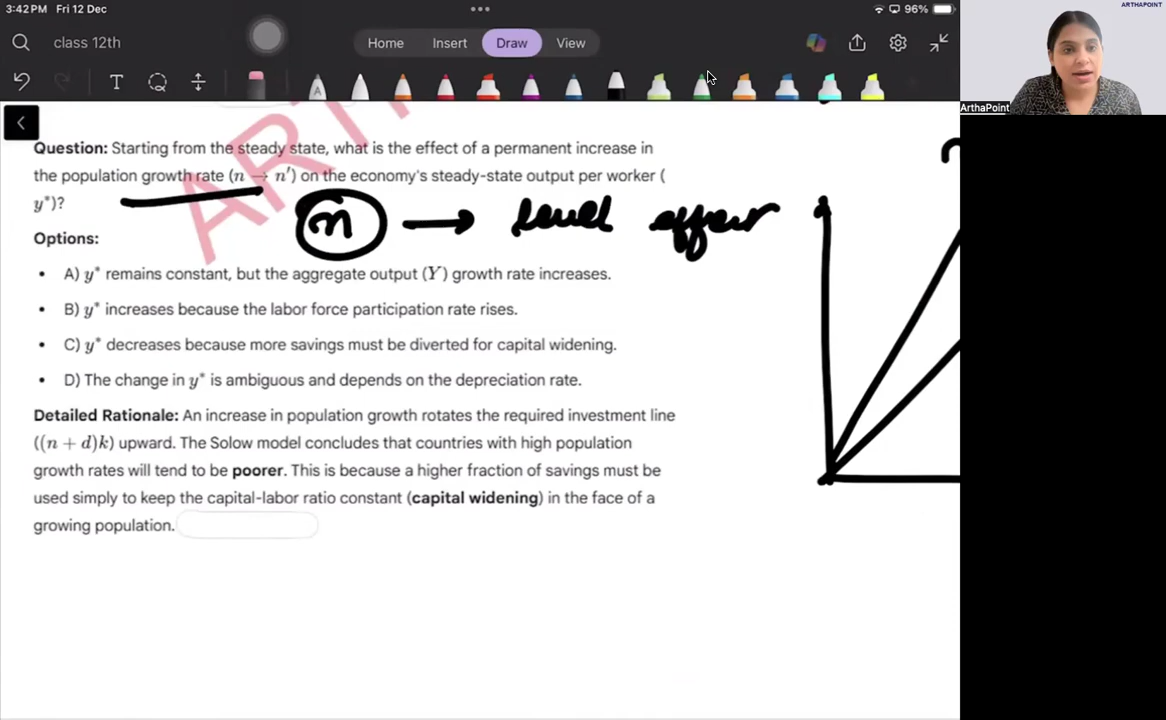 3:42 PM Fri 12 Dec
96%
ARTHAPOINT
class 12th
Home Insert Draw View
ArthaPoint
ART
Question: Starting from the steady state, what is the effect of a permanent increase in
the population growth rate (n → n′) on the economy's steady-state output per worker (
y*)?
n → level effect
Options:
• A) y* remains constant, but the aggregate output (Y) growth rate increases.
• B) y* increases because the labor force participation rate rises.
• C) y* decreases because more savings must be diverted for capital widening.
• D) The change in y* is ambiguous and depends on the depreciation rate.
Detailed Rationale: An increase in population growth rotates the required investment line
((n + d)k) upward. The Solow model concludes that countries with high population
growth rates will tend to be poorer. This is because a higher fraction of savings must be
used simply to keep the capital-labor ratio constant (capital widening) in the face of a
growing population.